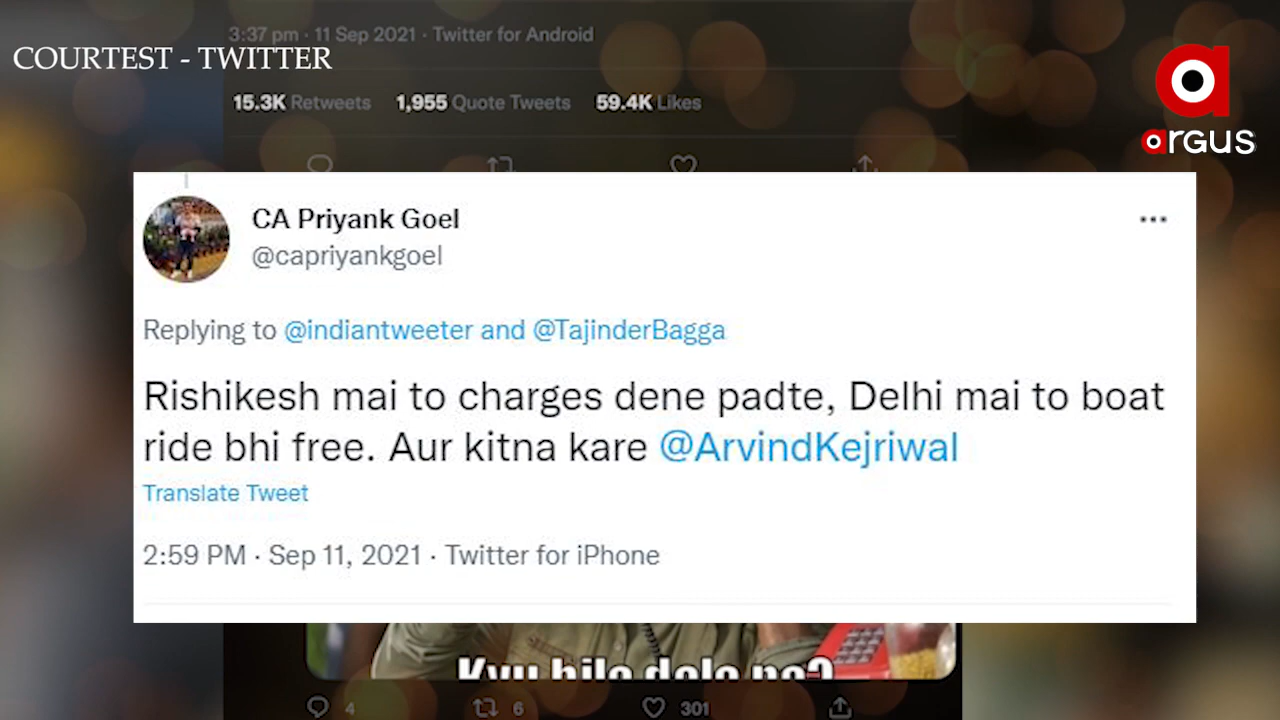 3:37 pm · 11 Sep 2021 · Twitter for Android
COURTEST - TWITTER
15.3K Retweets 1,955 Quote Tweets 59.4K Likes
argus
CA Priyank Goel
@capriyankgoel
Replying to @indiantweeter and @TajinderBagga
Rishikesh mai to charges dene padte, Delhi mai to boat
ride bhi free. Aur kitna kare @ArvindKejriwal
Translate Tweet
2:59 PM · Sep 11, 2021 · Twitter for iPhone
Kyu hila dala na?
4 6 301